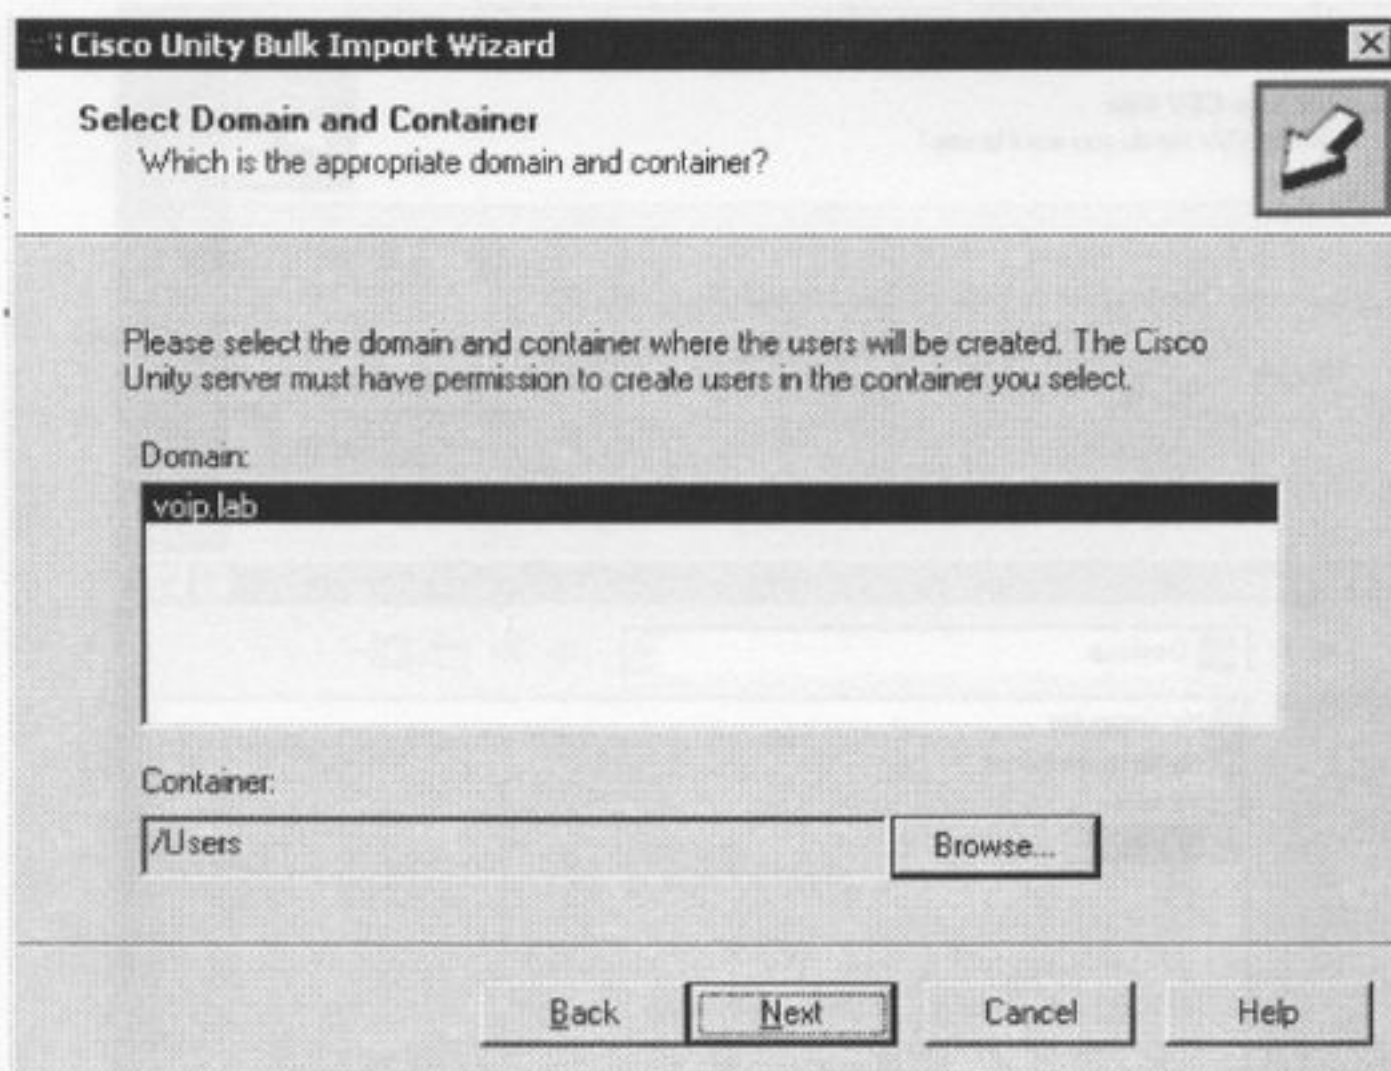 Cisco Unity Bulk Import Wizard
Select Domain and Container
Which is the appropriate domain and container?
Please select the domain and container where the users will be created. The Cisco
Unity server must have permission to create users in the container you select.
Domain:
voip.lab
Container:
/Users
Browse...
Back
Next
Cancel
Help